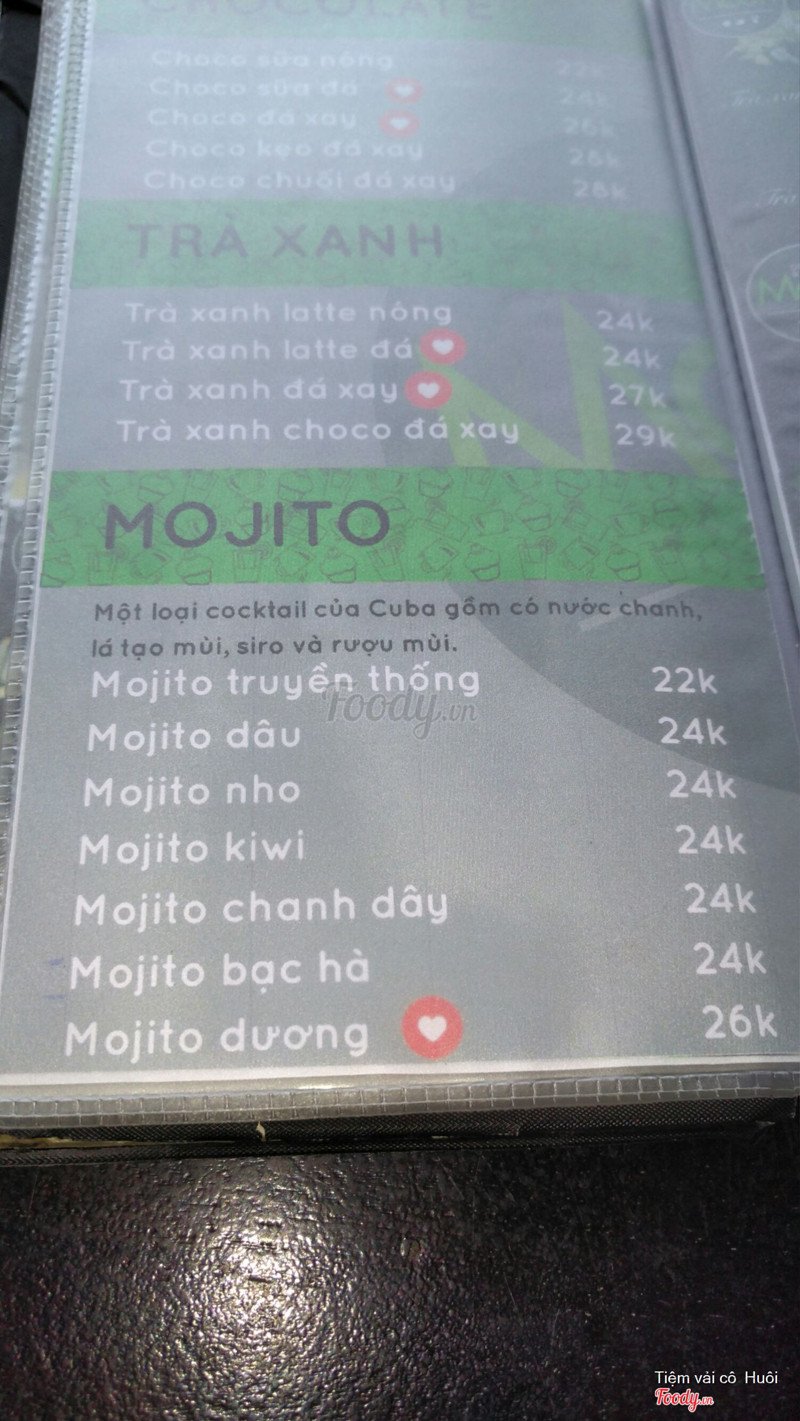 CHOCOLATE
Choco sữa nóng 22k
Choco sữa đá 24k
Choco đá xay 26k
Choco kẹo đá xay 28k
Choco chuối đá xay 28k
TRÀ XANH
Trà xanh latte nóng 24k
Trà xanh latte đá 24k
Trà xanh đá xay 27k
Trà xanh choco đá xay 29k
MOJITO
Một loại cocktail của Cuba gồm có nước chanh,
lá tạo mùi, siro và rượu mùi.
Mojito truyền thống 22k
Foody.vn
Mojito dâu 24k
Mojito nho 24k
Mojito kiwi 24k
Mojito chanh dây 24k
Mojito bạc hà 24k
Mojito dương 26k
Tiệm vải cô Huôi
Foody.vn